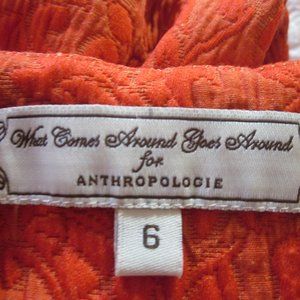 What Comes Around Goes Around
for
ANTHROPOLOGIE
6